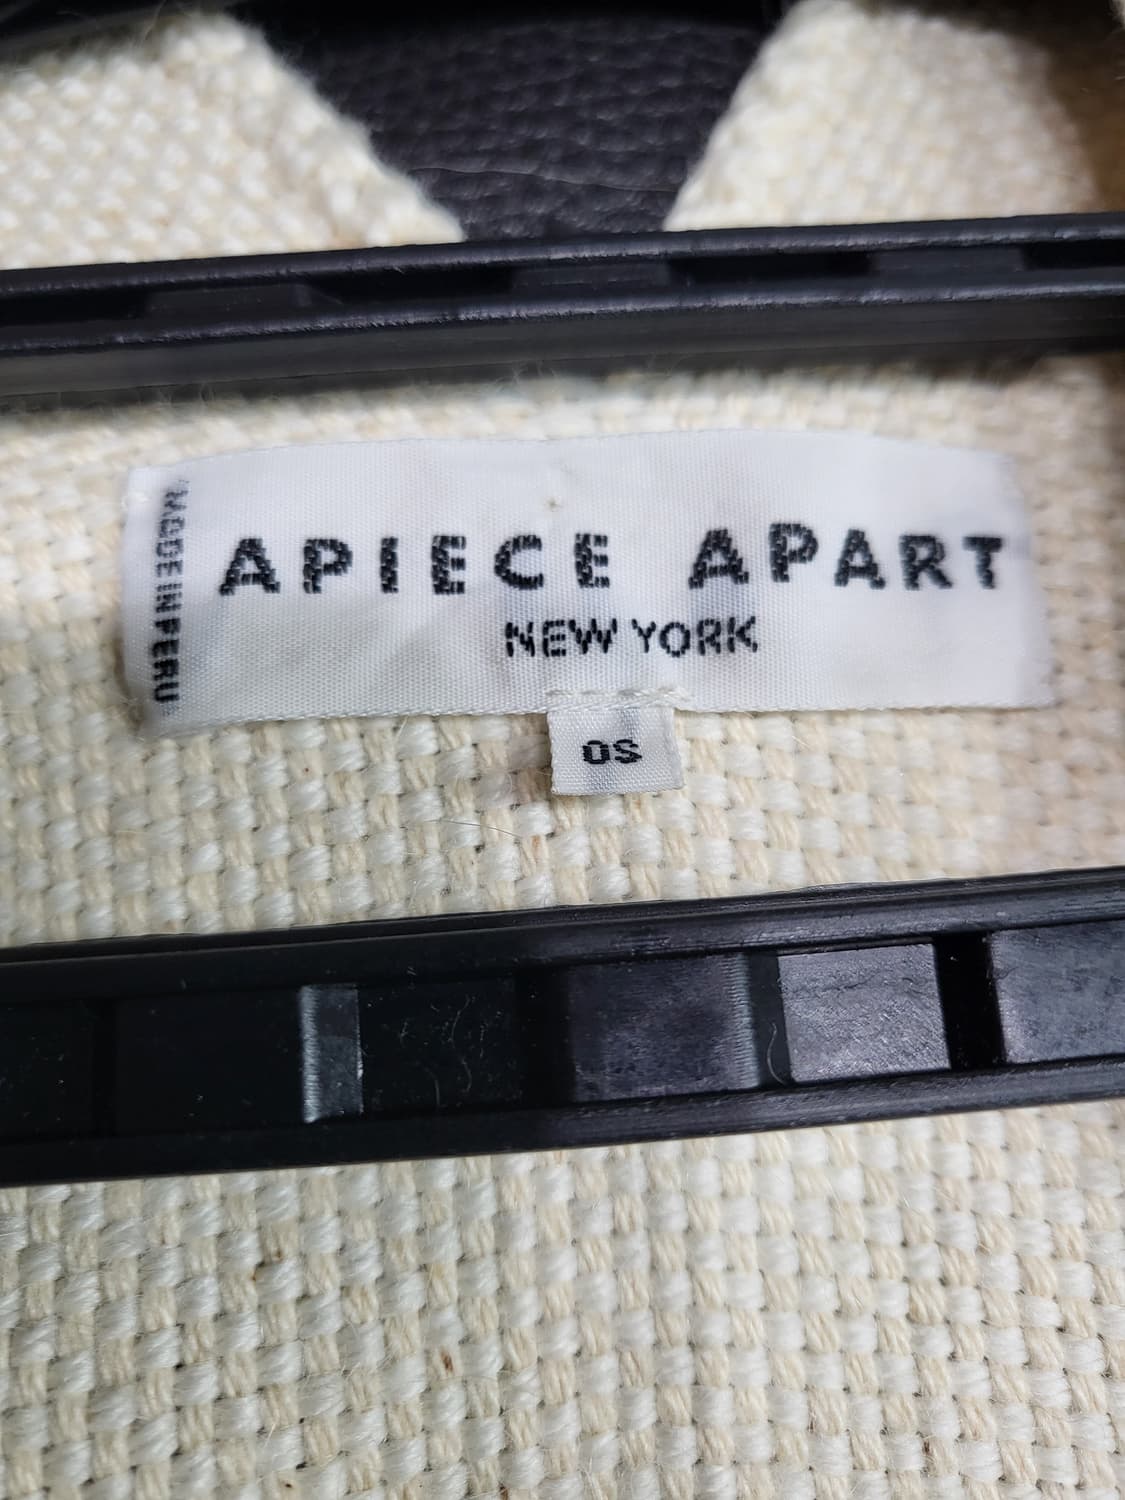 MADE IN PERU
APIECE APART
NEW YORK
OS